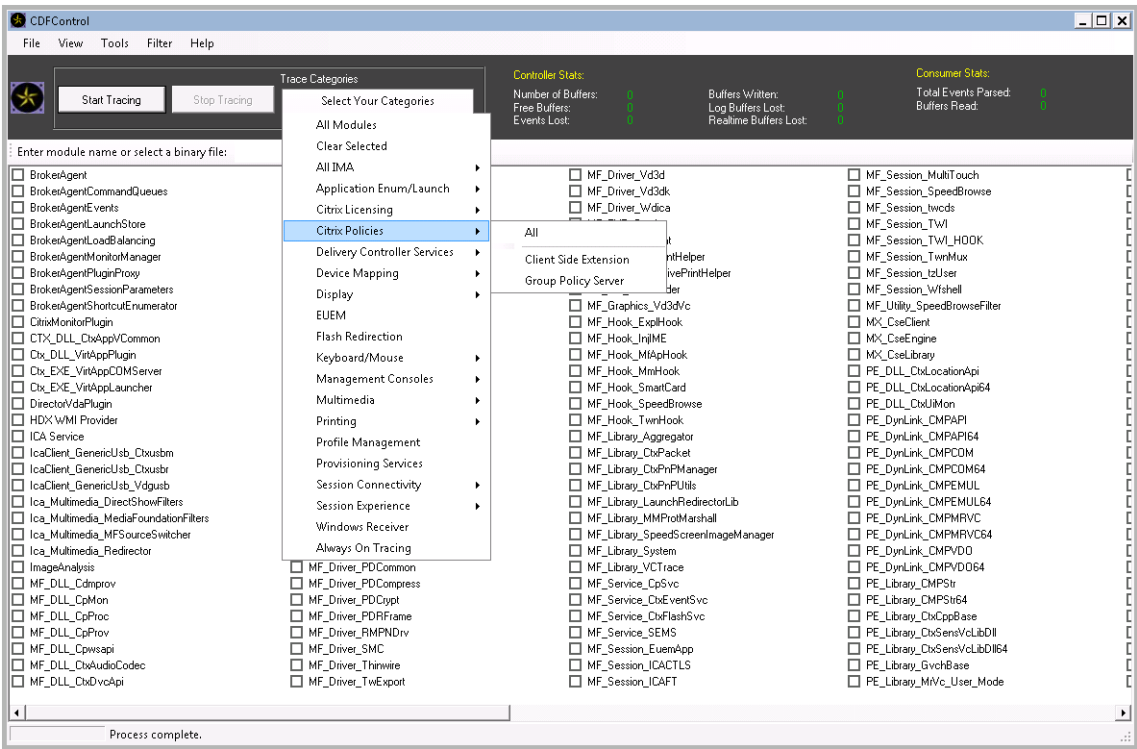 CDFControl
File View Tools Filter Help
Trace Categories
Start Tracing
Stop Tracing
Select Your Categories
Controller Stats:
Number of Buffers: 0
Free Buffers: 0
Events Lost: 0
Buffers Written: 0
Log Buffers Lost: 0
Realtime Buffers Lost: 0
Consumer Stats:
Total Events Parsed: 0
Buffers Read: 0
Enter module name or select a binary file:
All Modules
Clear Selected
All IMA
Application Enum/Launch
Citrix Licensing
Citrix Policies
Delivery Controller Services
Device Mapping
Display
EUEM
Flash Redirection
Keyboard/Mouse
Management Consoles
Multimedia
Printing
Profile Management
Provisioning Services
Session Connectivity
Session Experience
Windows Receiver
Always On Tracing
All
Client Side Extension
Group Policy Server
BrokerAgent
BrokerAgentCommandQueues
BrokerAgentEvents
BrokerAgentLaunchStore
BrokerAgentLoadBalancing
BrokerAgentMonitorManager
BrokerAgentPluginProxy
BrokerAgentSessionParameters
BrokerAgentShortcutEnumerator
CitrixMonitorPlugin
CTX_DLL_CtxAppVCommon
Ctx_DLL_VirtAppPlugin
Ctx_EXE_VirtAppCOMServer
Ctx_EXE_VirtAppLauncher
DirectorVdaPlugin
HDX WMI Provider
ICA Service
IcaClient_GenericUsb_Ctxusbm
IcaClient_GenericUsb_Ctxusbr
IcaClient_GenericUsb_Vdgusb
Ica_Multimedia_DirectShowFilters
Ica_Multimedia_MediaFoundationFilters
Ica_Multimedia_MFSourceSwitcher
Ica_Multimedia_Redirector
ImageAnalysis
MF_DLL_Cdmprov
MF_DLL_CpMon
MF_DLL_CpProc
MF_DLL_CpProv
MF_DLL_Cpwsapi
MF_DLL_CtxAudioCodec
MF_DLL_CtxDvcApi
MF_Driver_PDCommon
MF_Driver_PDCompress
MF_Driver_PDCrypt
MF_Driver_PDRFrame
MF_Driver_RMPNDrv
MF_Driver_SMC
MF_Driver_Thinwire
MF_Driver_TwExport
MF_Driver_Vd3d
MF_Driver_Vd3dk
MF_Driver_Wdica
ntHelper
ivePrintHelper
der
MF_Graphics_Vd3dVc
MF_Hook_ExplHook
MF_Hook_InjIME
MF_Hook_MfApHook
MF_Hook_MmHook
MF_Hook_SmartCard
MF_Hook_SpeedBrowse
MF_Hook_TwnHook
MF_Library_Aggregator
MF_Library_CtxPacket
MF_Library_CtxPnPManager
MF_Library_CtxPnPUtils
MF_Library_LaunchRedirectorLib
MF_Library_MMProtMarshall
MF_Library_SpeedScreenImageManager
MF_Library_System
MF_Library_VCTrace
MF_Service_CpSvc
MF_Service_CtxEventSvc
MF_Service_CtxFlashSvc
MF_Service_SEMS
MF_Session_EuemApp
MF_Session_ICACTLS
MF_Session_ICAFT
MF_Session_MultiTouch
MF_Session_SpeedBrowse
MF_Session_twcds
MF_Session_TWI
MF_Session_TWI_HOOK
MF_Session_TwnMux
MF_Session_tzUser
MF_Session_Wfshell
MF_Utility_SpeedBrowseFilter
MX_CseClient
MX_CseEngine
MX_CseLibrary
PE_DLL_CtxLocationApi
PE_DLL_CtxLocationApi64
PE_DLL_CtxUiMon
PE_DynLink_CMPAPI
PE_DynLink_CMPAPI64
PE_DynLink_CMPCOM
PE_DynLink_CMPCOM64
PE_DynLink_CMPEMUL
PE_DynLink_CMPEMUL64
PE_DynLink_CMPMRVC
PE_DynLink_CMPMRVC64
PE_DynLink_CMPVDO
PE_DynLink_CMPVDO64
PE_Library_CMPStr
PE_Library_CMPStr64
PE_Library_CtxCppBase
PE_Library_CtxSensVcLibDll
PE_Library_CtxSensVcLibDll64
PE_Library_GvchBase
PE_Library_MrVc_User_Mode
Process complete.